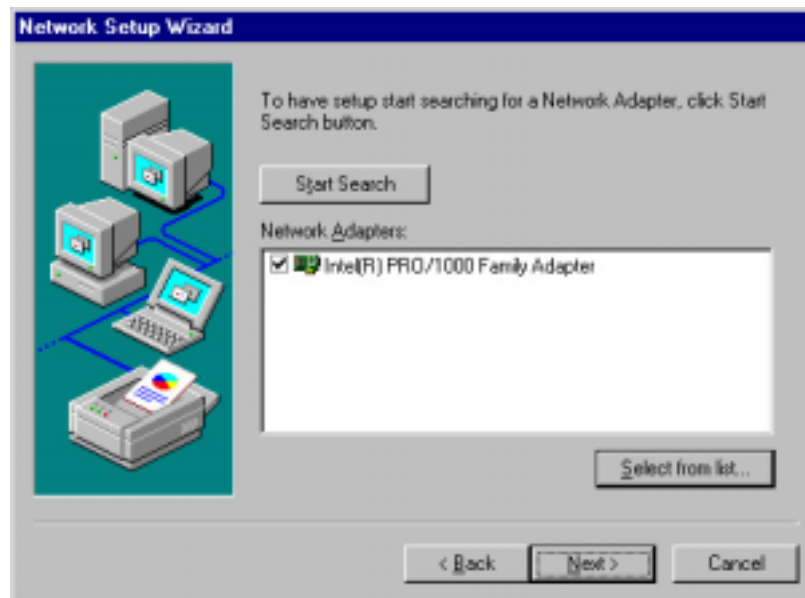 Network Setup Wizard
To have setup start searching for a Network Adapter, click Start
Search button.
Start Search
Network Adapters:
Intel(R) PRO/1000 Family Adapter
Select from list...
< Back
Next >
Cancel